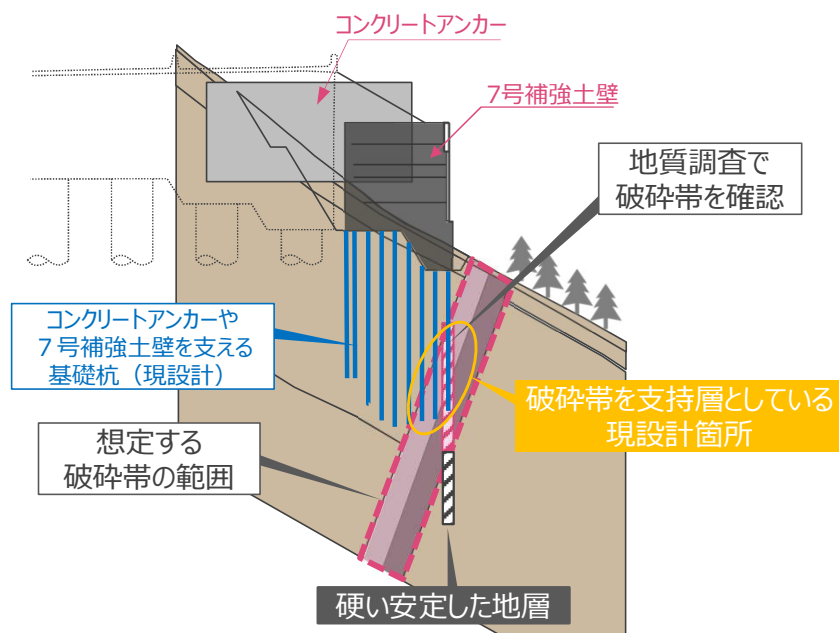 コンクリートアンカー
7号補強土壁
地質調査で
破砕帯を確認
コンクリートアンカーや
7号補強土壁を支える
基礎杭（現設計）
破砕帯を支持層としている
現設計箇所
想定する
破砕帯の範囲
硬い安定した地層